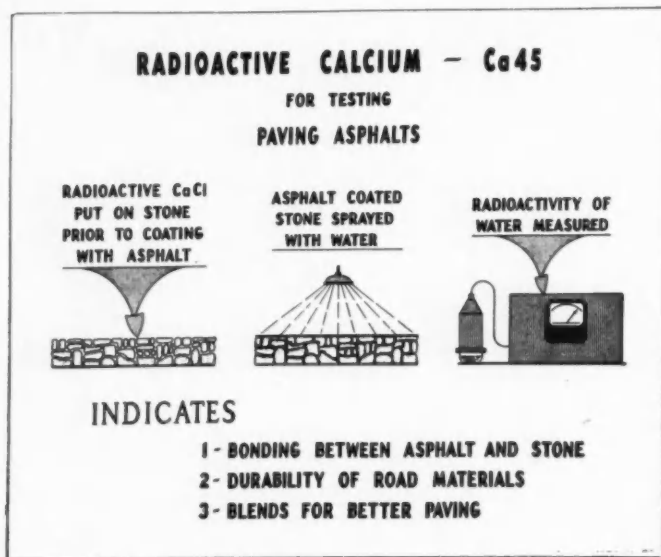 RADIOACTIVE CALCIUM - Ca45
FOR TESTING
PAVING ASPHALTS
RADIOACTIVE CaCl
PUT ON STONE
PRIOR TO COATING
WITH ASPHALT
ASPHALT COATED
STONE SPRAYED
WITH WATER
RADIOACTIVITY OF
WATER MEASURED
INDICATES
1 - BONDING BETWEEN ASPHALT AND STONE
2 - DURABILITY OF ROAD MATERIALS
3 - BLENDS FOR BETTER PAVING